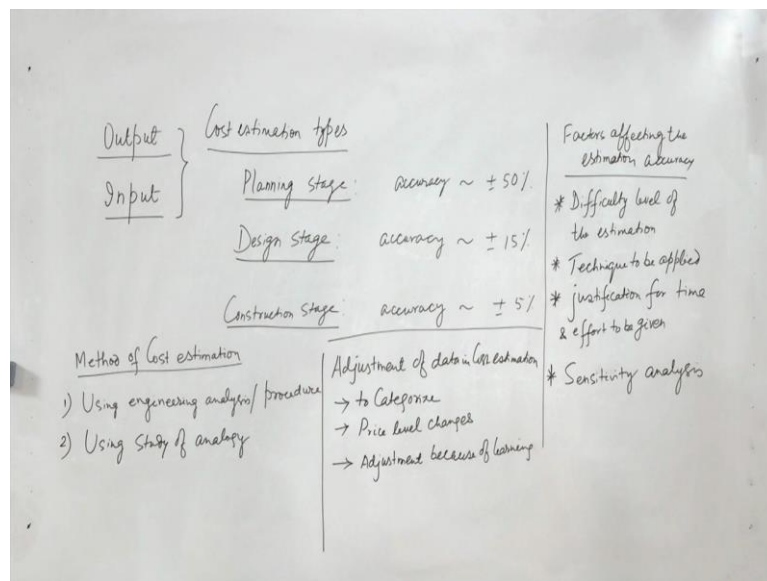 Output
Input
Cost estimation types
Planning stage: accuracy ~ ± 50%
Design stage: accuracy ~ ± 15%
Construction stage: accuracy ~ ± 5%
Method of Cost estimation
1) Using engineering analysis/procedure
2) Using study of analogy
Adjustment of data in Cost estimation
→ to Categorize
→ Price level changes
→ Adjustment because of learning
Factors affecting the
estimation accuracy
* Difficulty level of
the estimation
* Technique to be applied
* justification for time
& effort to be given
* Sensitivity analysis